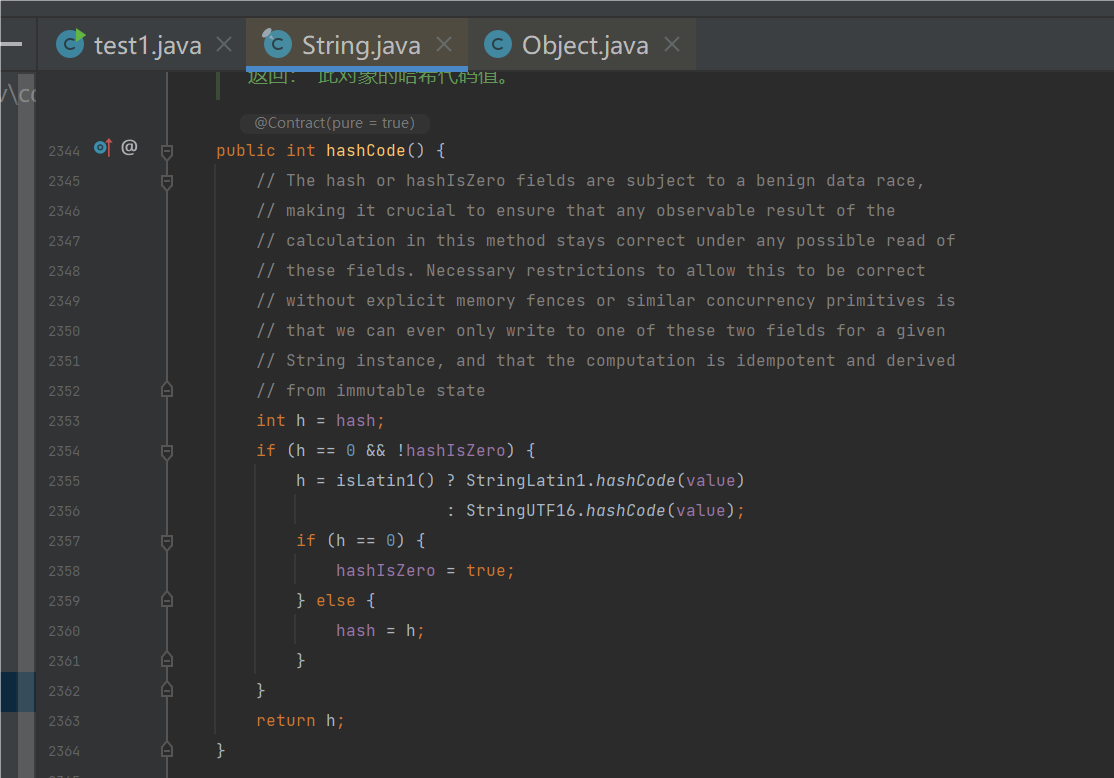 test1.java String.java Object.java
返回： 此对象的哈希代码值。
@Contract(pure = true)
2344 @ public int hashCode() {
2345 // The hash or hashIsZero fields are subject to a benign data race,
2346 // making it crucial to ensure that any observable result of the
2347 // calculation in this method stays correct under any possible read of
2348 // these fields. Necessary restrictions to allow this to be correct
2349 // without explicit memory fences or similar concurrency primitives is
2350 // that we can ever only write to one of these two fields for a given
2351 // String instance, and that the computation is idempotent and derived
2352 // from immutable state
2353 int h = hash;
2354 if (h == 0 && !hashIsZero) {
2355 h = isLatin1() ? StringLatin1.hashCode(value)
2356 : StringUTF16.hashCode(value);
2357 if (h == 0) {
2358 hashIsZero = true;
2359 } else {
2360 hash = h;
2361 }
2362 }
2363 return h;
2364 }